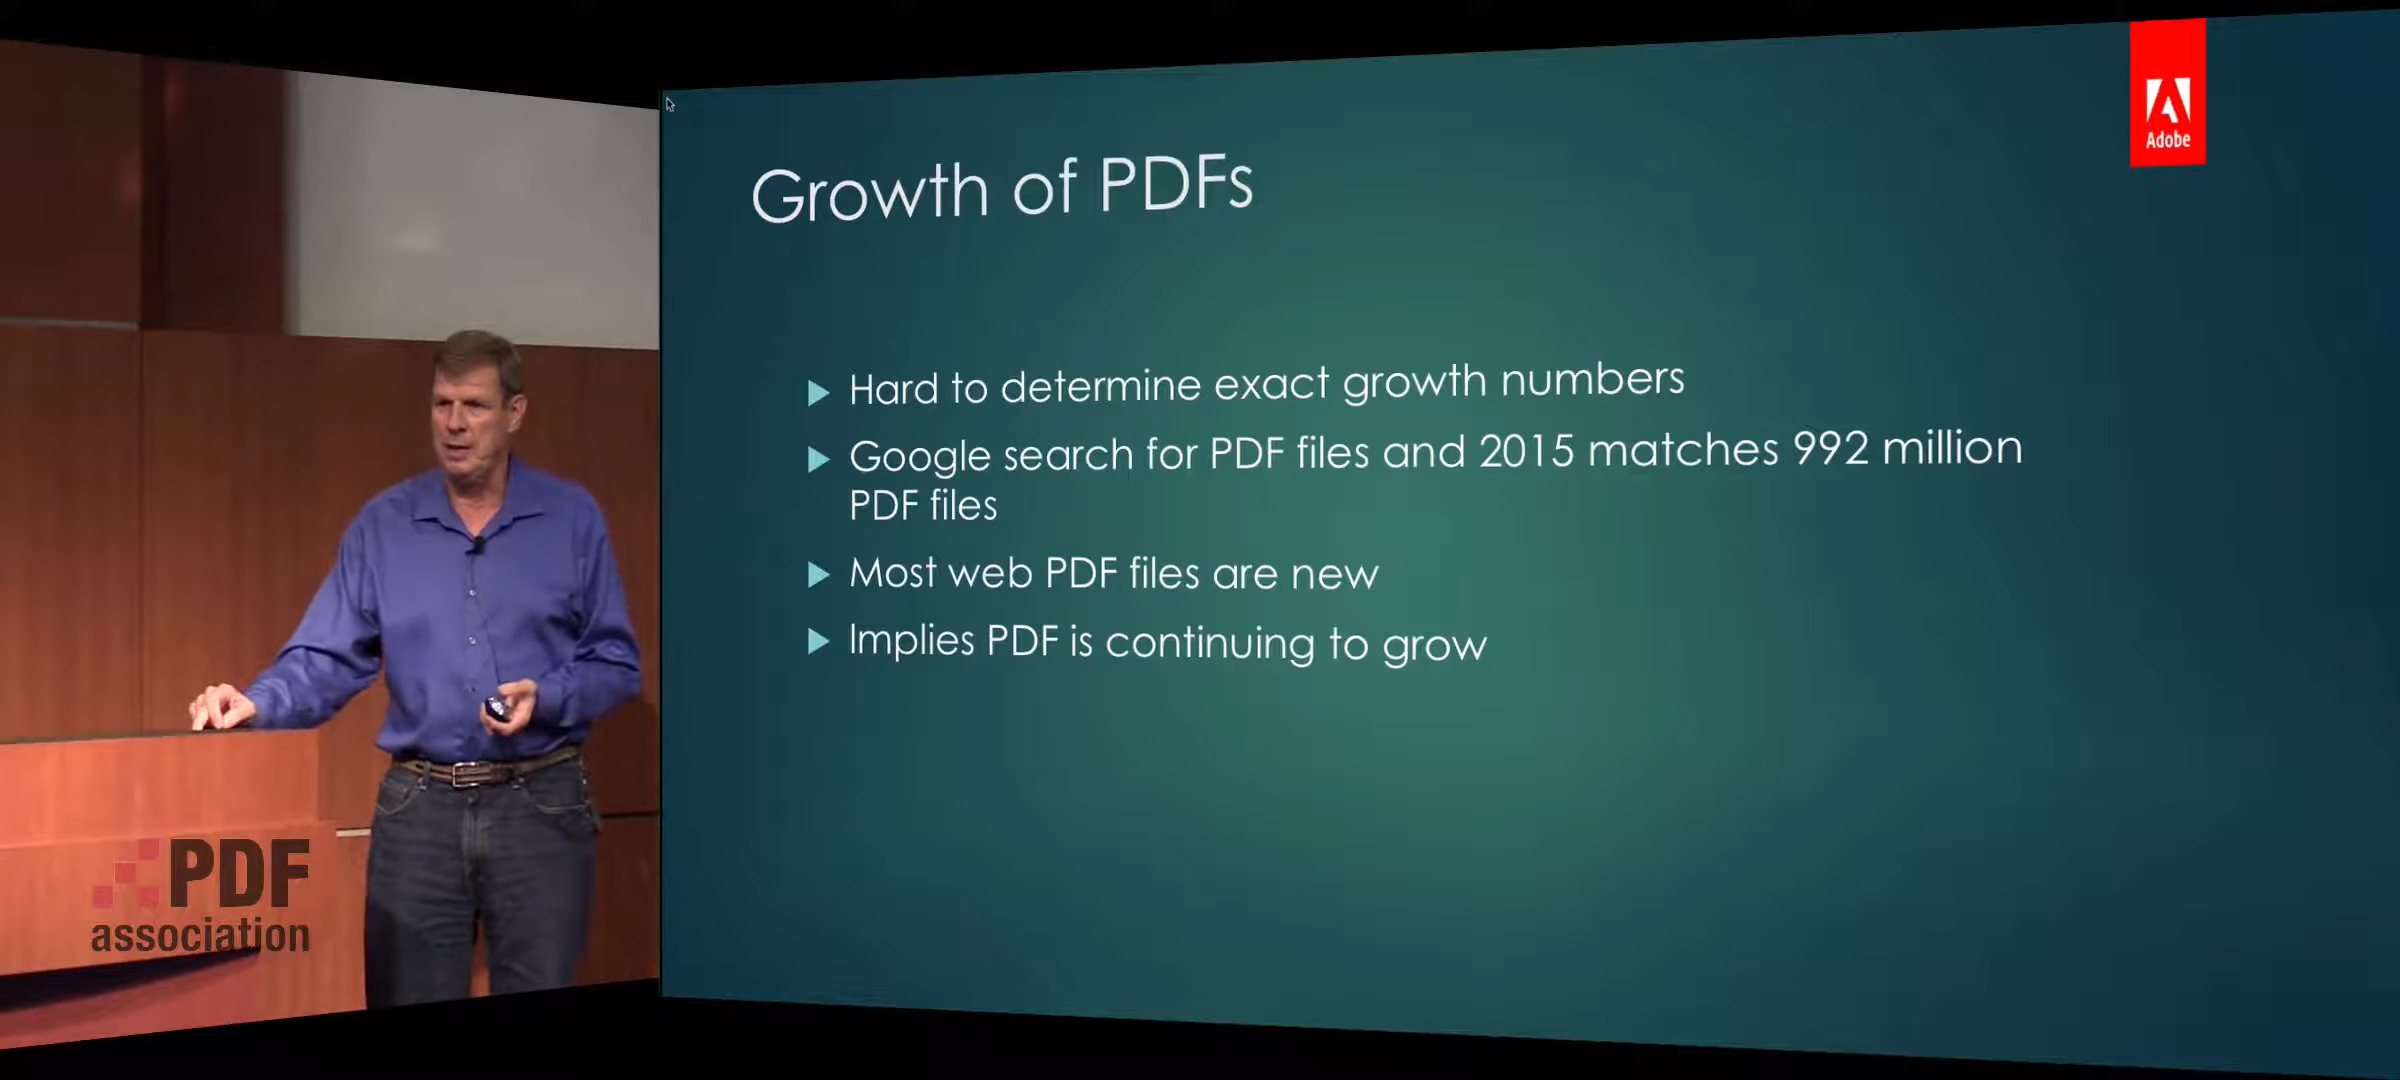 Adobe
Growth of PDFs
Hard to determine exact growth numbers
Google search for PDF files and 2015 matches 992 million
PDF files
Most web PDF files are new
Implies PDF is continuing to grow
PDF
association